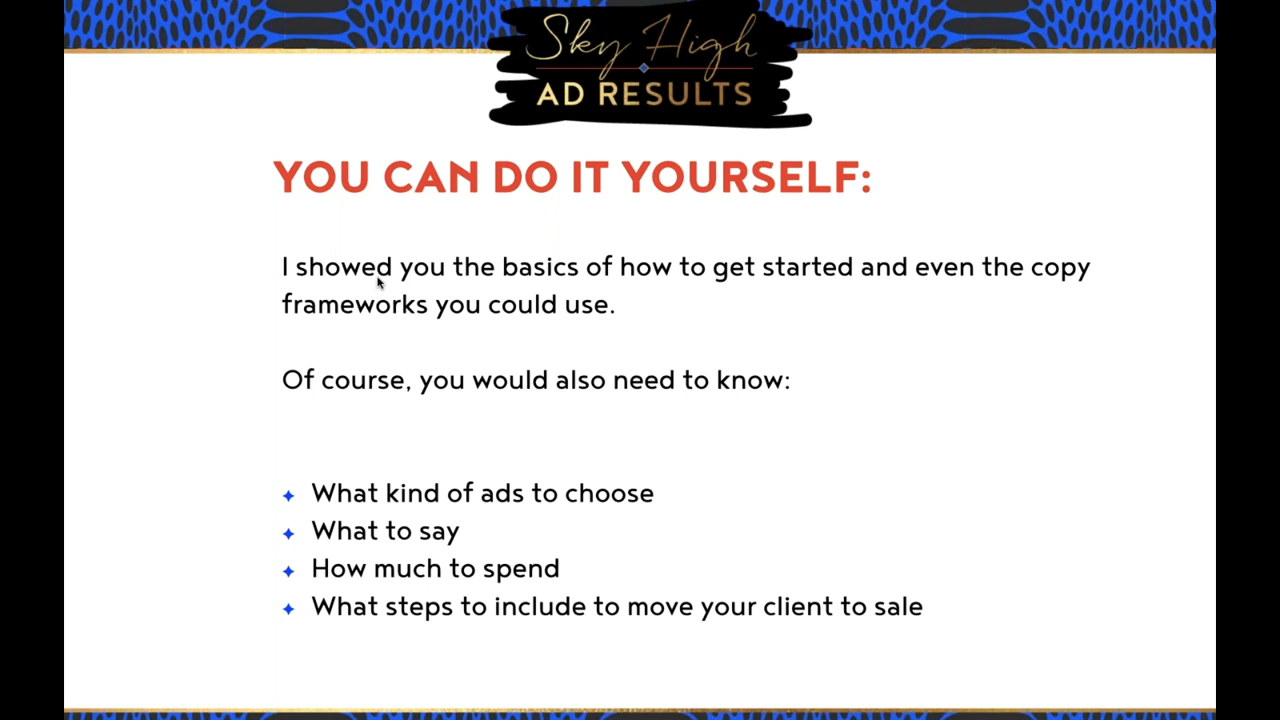 Sky High
AD RESULTS
YOU CAN DO IT YOURSELF:
I showed you the basics of how to get started and even the copy
frameworks you could use.
Of course, you would also need to know:
What kind of ads to choose
What to say
How much to spend
What steps to include to move your client to sale